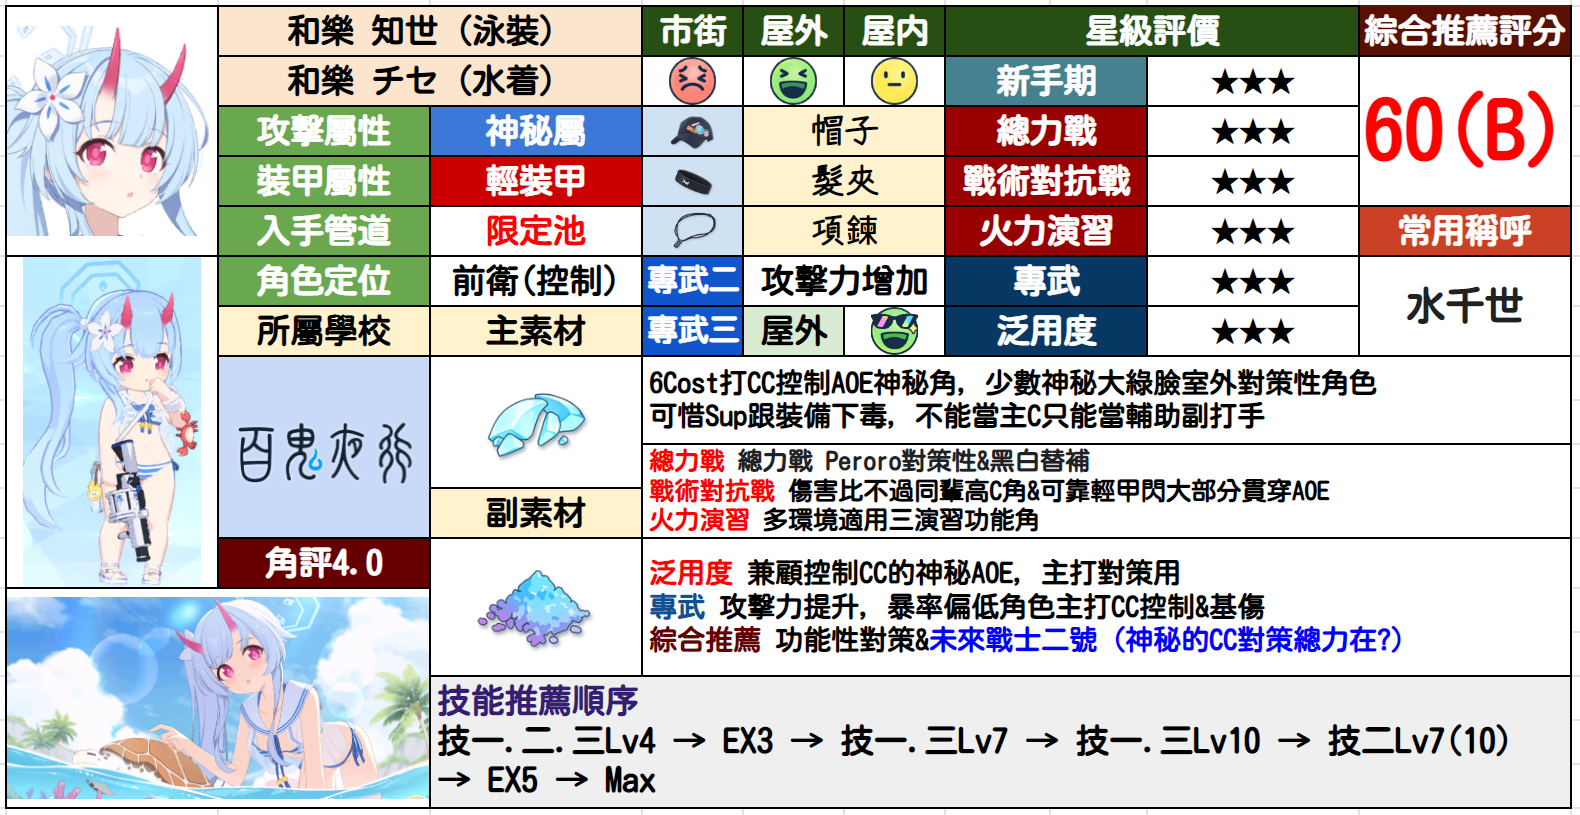 和樂 知世 (泳裝)
市街
屋外
屋內
星級評價
綜合推薦評分
和樂 チセ (水着)
新手期
★★★
60(B)
攻擊屬性
神秘屬
帽子
總力戰
★★★
裝甲屬性
輕裝甲
髮夾
戰術對抗戰
★★★
入手管道
限定池
項鍊
火力演習
★★★
常用稱呼
角色定位
前衛(控制)
專武二
攻擊力增加
專武
★★★
水千世
所屬學校
主素材
專武三
屋外
泛用度
★★★
百鬼夜行
6Cost打CC控制AOE神秘角, 少數神秘大綠臉室外對策性角色
可惜Sup跟裝備下毒, 不能當主C只能當輔助副打手
總力戰 總力戰 Peroro對策性&黑白替補
戰術對抗戰 傷害比不過同輩高C角&可靠輕甲閃大部分貫穿AOE
火力演習 多環境適用三演習功能角
副素材
角評4.0
泛用度 兼顧控制CC的神秘AOE, 主打對策用
專武 攻擊力提升, 暴率偏低角色主打CC控制&基傷
綜合推薦 功能性對策&未來戰士二號 (神秘的CC對策總力在?)
技能推薦順序
技一.二.三Lv4 → EX3 → 技一.三Lv7 → 技一.三Lv10 → 技二Lv7(10)
→ EX5 → Max